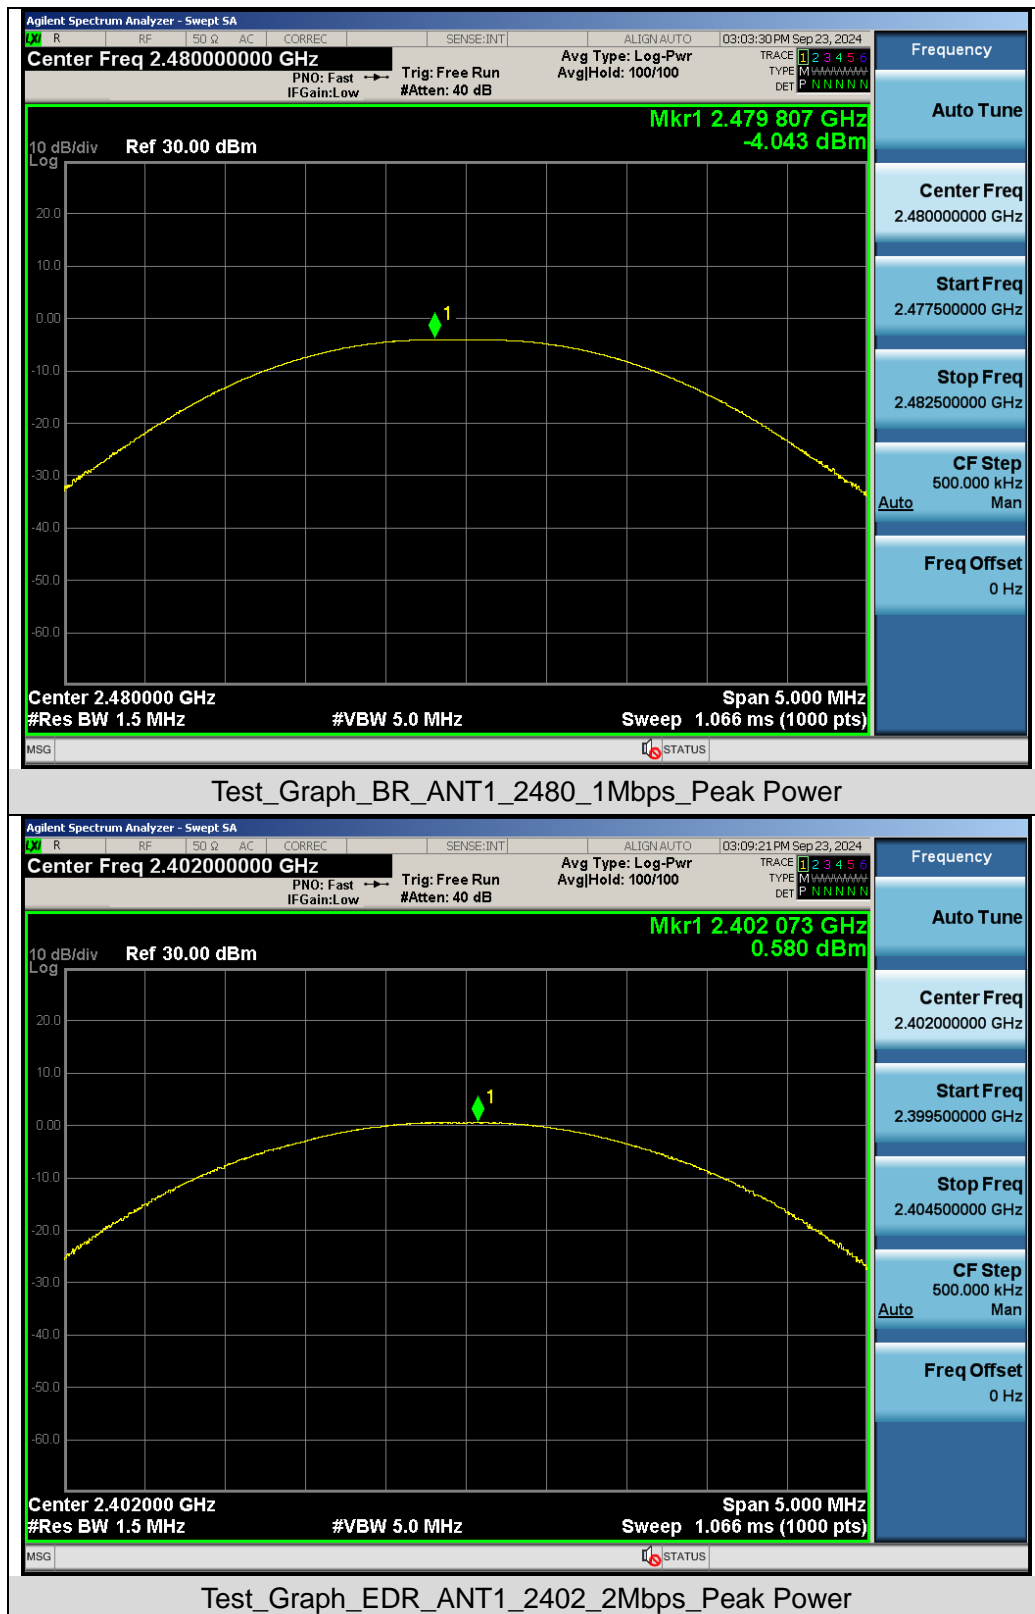 Agilent Spectrum Analyzer - Swept SA
LXI R RF 50 Ω AC CORREC SENSE:INT ALIGN AUTO 03:03:30 PM Sep 23, 2024
Center Freq 2.480000000 GHz
PNO: Fast Trig: Free Run
IFGain:Low #Atten: 40 dB
Avg Type: Log-Pwr
Avg|Hold: 100/100
TRACE 1 2 3 4 5 6
TYPE M WWWWW
DET P N N N N N
Frequency
Auto Tune
Mkr1 2.479 807 GHz
-4.043 dBm
10 dB/div Ref 30.00 dBm
Log
20.0
10.0
0.00
-10.0
-20.0
-30.0
-40.0
-50.0
-60.0
1
Center Freq
2.480000000 GHz
Start Freq
2.477500000 GHz
Stop Freq
2.482500000 GHz
CF Step
500.000 kHz
Auto Man
Freq Offset
0 Hz
Center 2.480000 GHz Span 5.000 MHz
#Res BW 1.5 MHz #VBW 5.0 MHz Sweep 1.066 ms (1000 pts)
MSG STATUS
Test_Graph_BR_ANT1_2480_1Mbps_Peak Power
Agilent Spectrum Analyzer - Swept SA
LXI R RF 50 Ω AC CORREC SENSE:INT ALIGN AUTO 03:09:21 PM Sep 23, 2024
Center Freq 2.402000000 GHz
PNO: Fast Trig: Free Run
IFGain:Low #Atten: 40 dB
Avg Type: Log-Pwr
Avg|Hold: 100/100
TRACE 1 2 3 4 5 6
TYPE M WWWWW
DET P N N N N N
Frequency
Auto Tune
Mkr1 2.402 073 GHz
0.580 dBm
10 dB/div Ref 30.00 dBm
Log
20.0
10.0
0.00
-10.0
-20.0
-30.0
-40.0
-50.0
-60.0
1
Center Freq
2.402000000 GHz
Start Freq
2.399500000 GHz
Stop Freq
2.404500000 GHz
CF Step
500.000 kHz
Auto Man
Freq Offset
0 Hz
Center 2.402000 GHz Span 5.000 MHz
#Res BW 1.5 MHz #VBW 5.0 MHz Sweep 1.066 ms (1000 pts)
MSG STATUS
Test_Graph_EDR_ANT1_2402_2Mbps_Peak Power